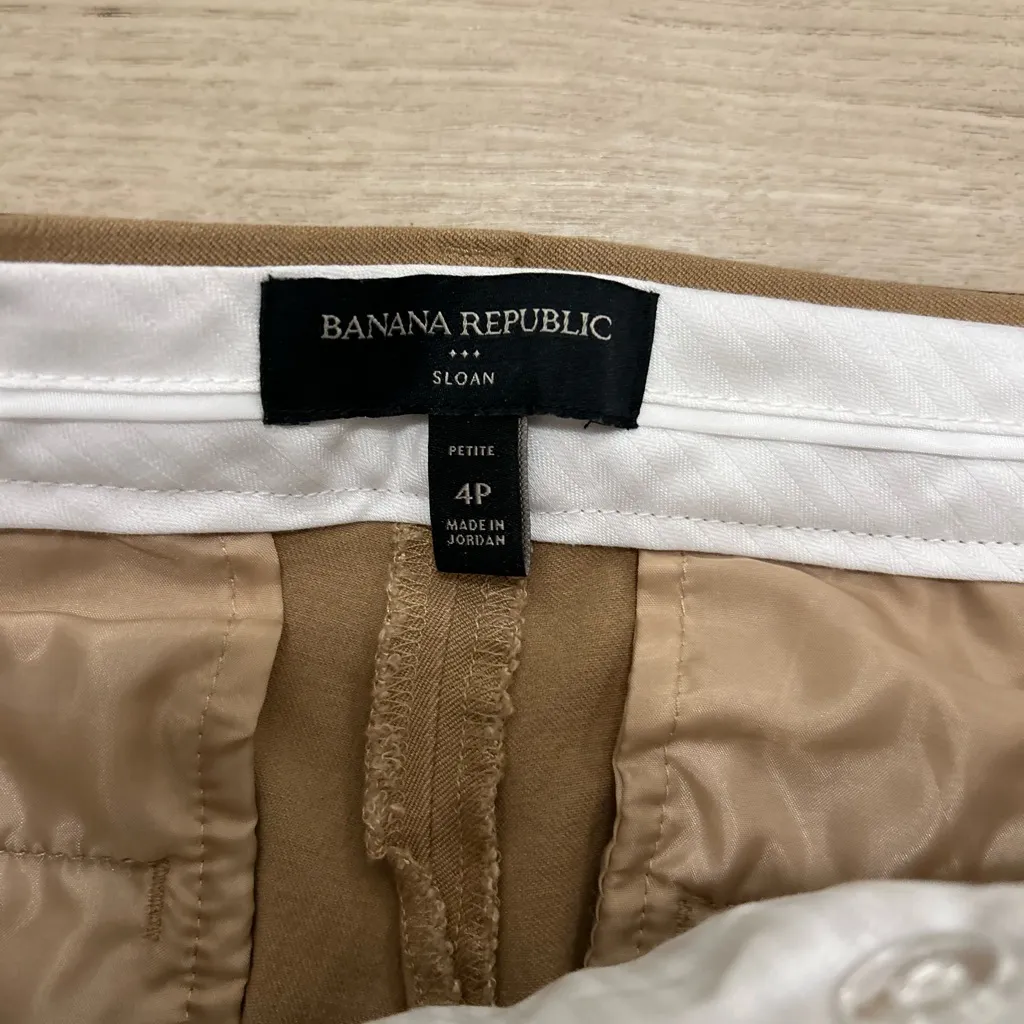 BANANA REPUBLIC
SLOAN
PETITE
4P
MADE IN
JORDAN